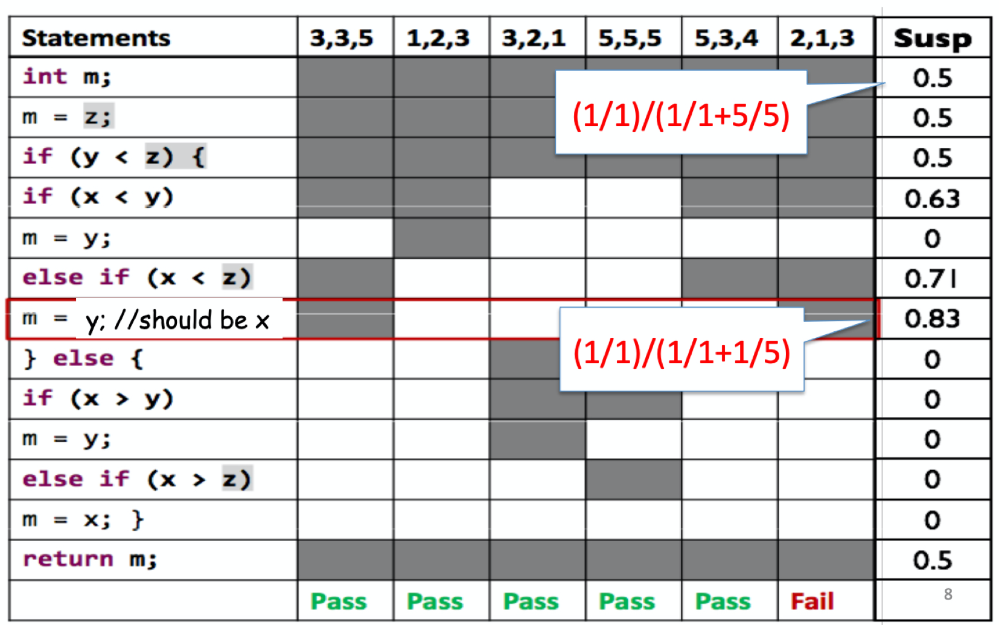 Statements 3,3,5 1,2,3 3,2,1 5,5,5 5,3,4 2,1,3 Susp
int m; 0.5
(1/1)/(1/1+5/5)
m = z; 0.5
if (y < z) { 0.5
if (x < y) 0.63
m = y; 0
else if (x < z) 0.71
m = y; //should be x 0.83
(1/1)/(1/1+1/5)
} else { 0
if (x > y) 0
m = y; 0
else if (x > z) 0
m = x; } 0
return m; 0.5
Pass Pass Pass Pass Pass Fail 8